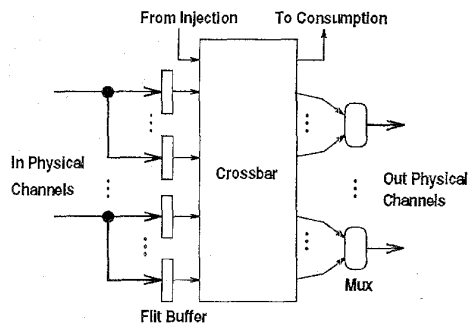 From Injection
To Consumption
In Physical
Channels
Crossbar
Out Physical
Channels
Mux
Flit Buffer